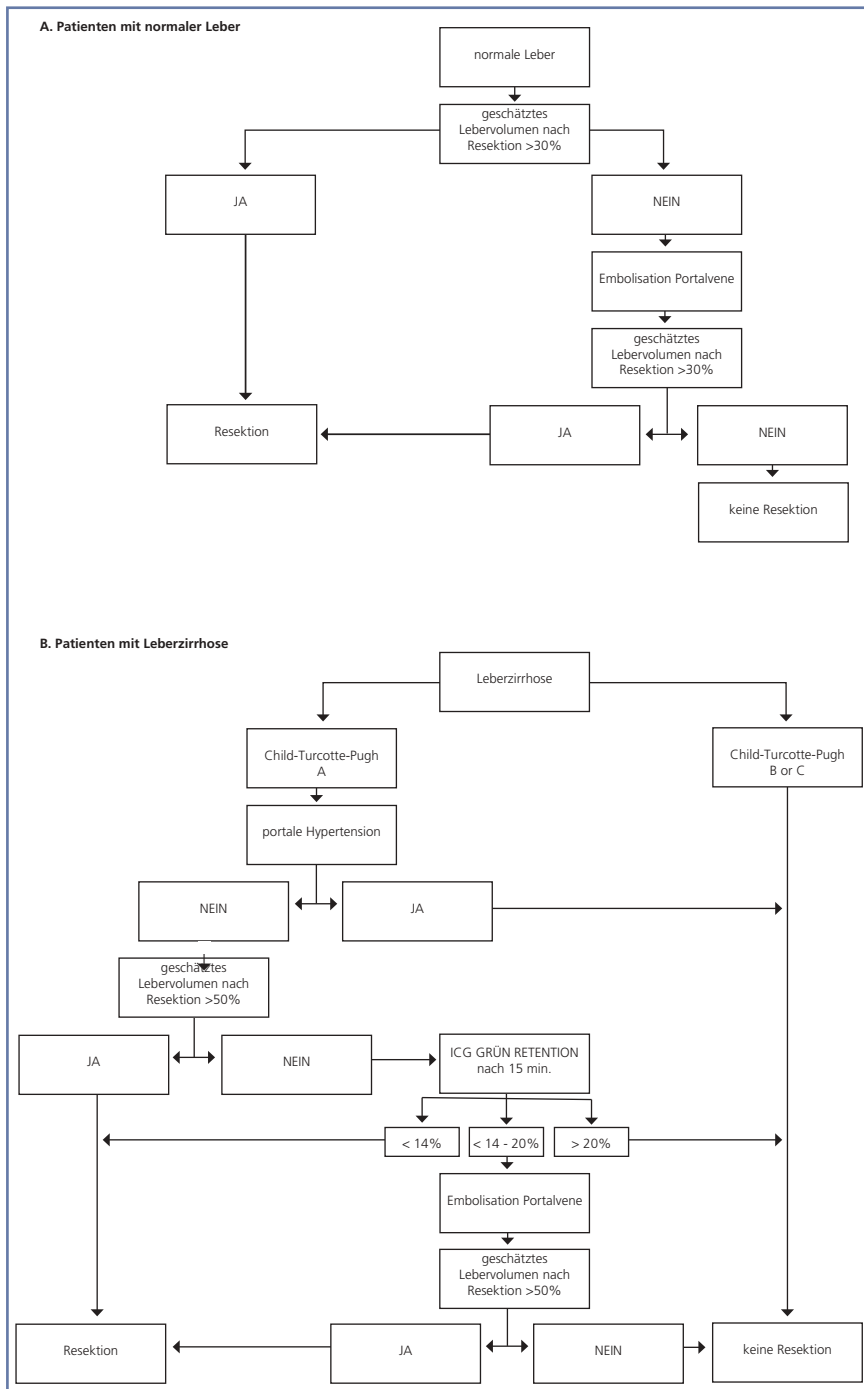 A. Patienten mit normaler Leber
normale Leber
geschätztes
Lebervolumen nach
Resektion >30%
JA
NEIN
Embolisation Portalvene
geschätztes
Lebervolumen nach
Resektion >30%
Resektion
JA
NEIN
keine Resektion
B. Patienten mit Leberzirrhose
Leberzirrhose
Child-Turcotte-Pugh
A
Child-Turcotte-Pugh
B or C
portale Hypertension
NEIN
JA
geschätztes
Lebervolumen nach
Resektion >50%
JA
NEIN
ICG GRÜN RETENTION
nach 15 min.
< 14%
< 14 - 20%
> 20%
Embolisation Portalvene
geschätztes
Lebervolumen nach
Resektion >50%
Resektion
JA
NEIN
keine Resektion